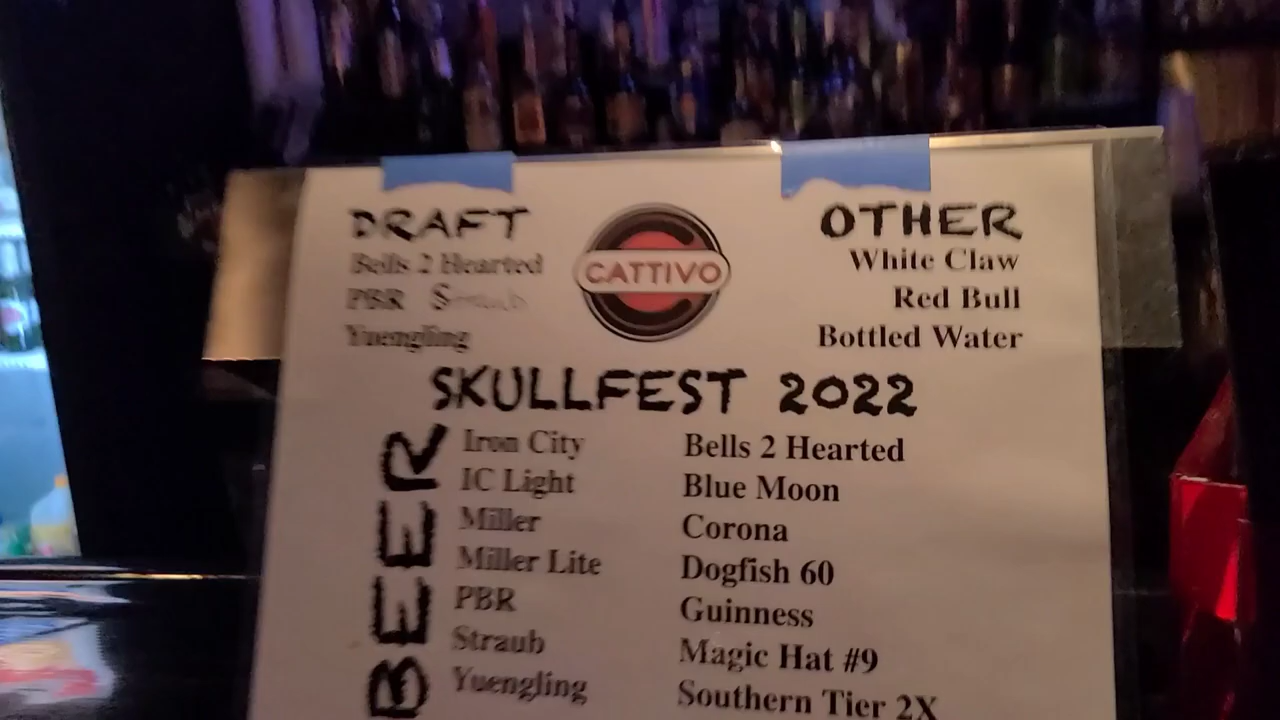 DRAFT
Bells 2 Hearted
PBR Straub
Yuengling
CATTIVO
OTHER
White Claw
Red Bull
Bottled Water
SKULLFEST 2022
BEER
Iron City
IC Light
Miller
Miller Lite
PBR
Straub
Yuengling
Bells 2 Hearted
Blue Moon
Corona
Dogfish 60
Guinness
Magic Hat #9
Southern Tier 2X